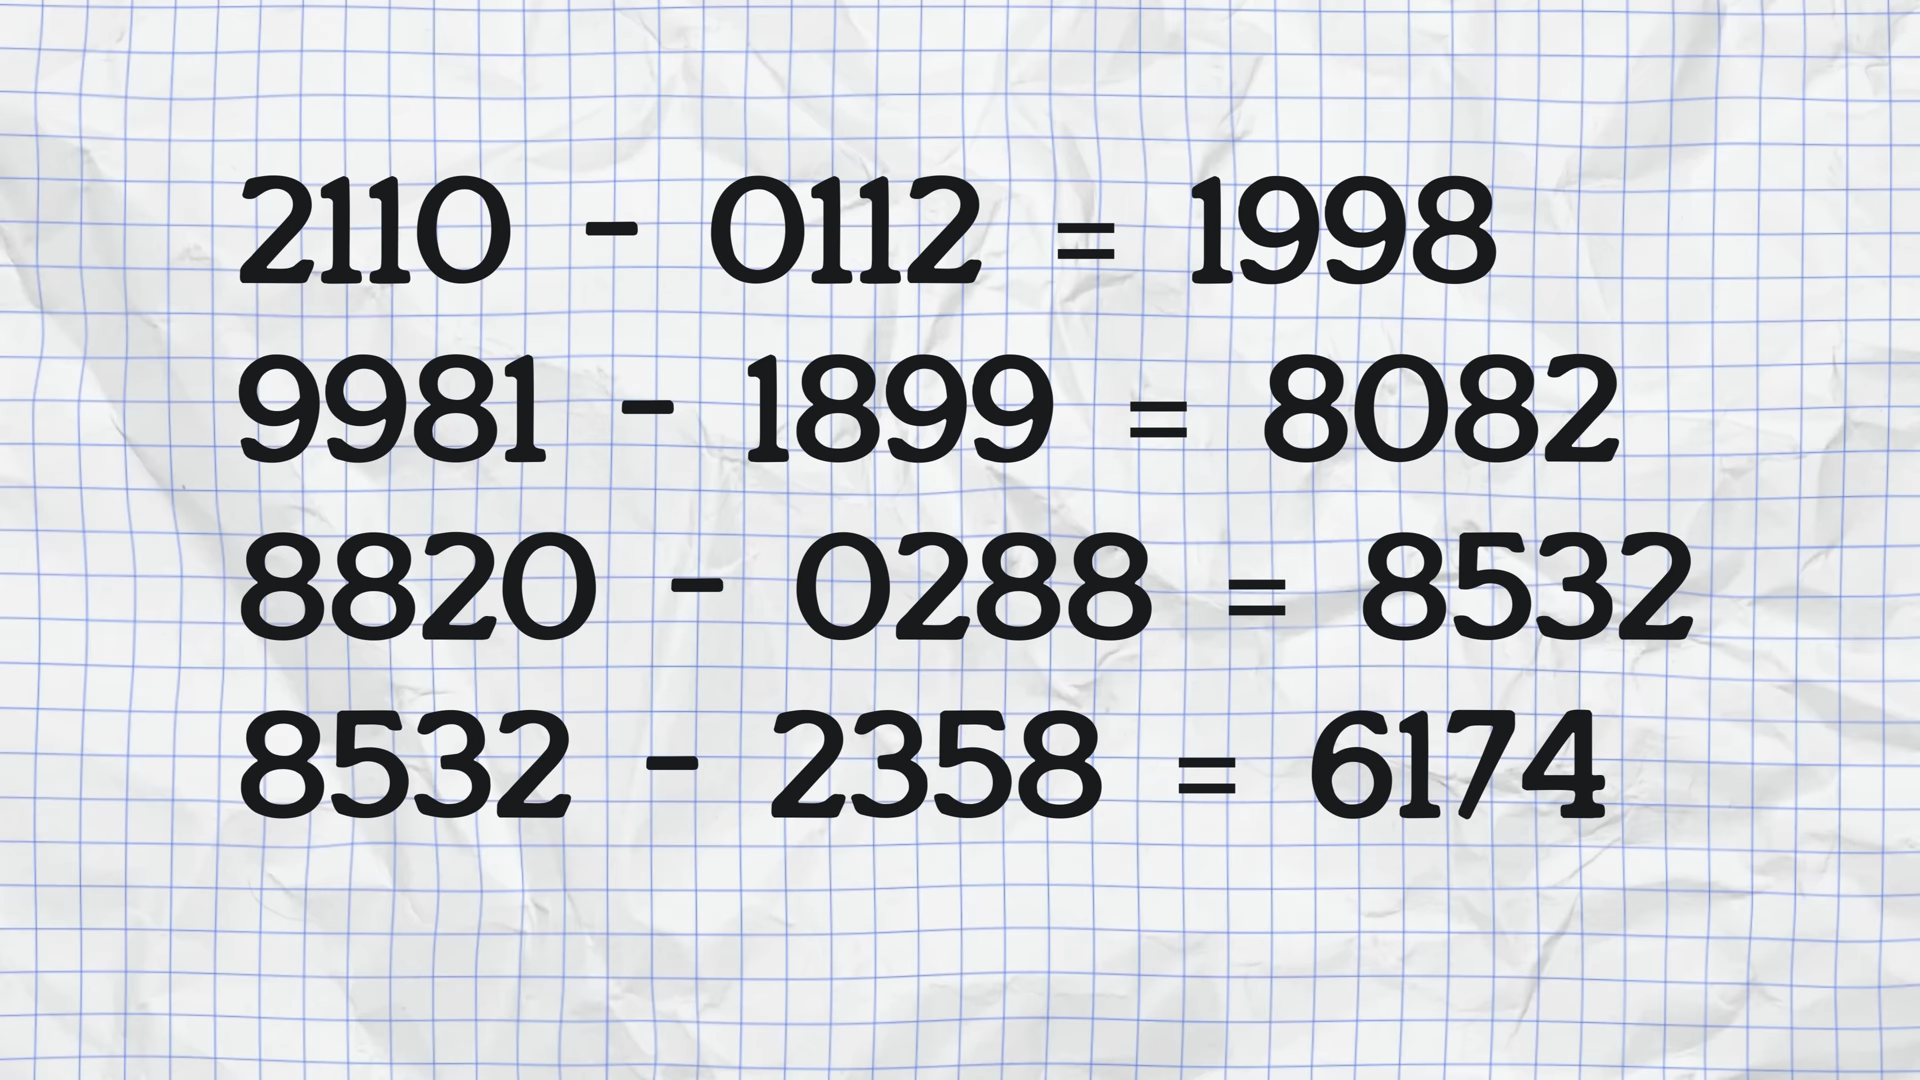 2110 - 0112 = 1998
9981 - 1899 = 8082
8820 - 0288 = 8532
8532 - 2358 = 6174